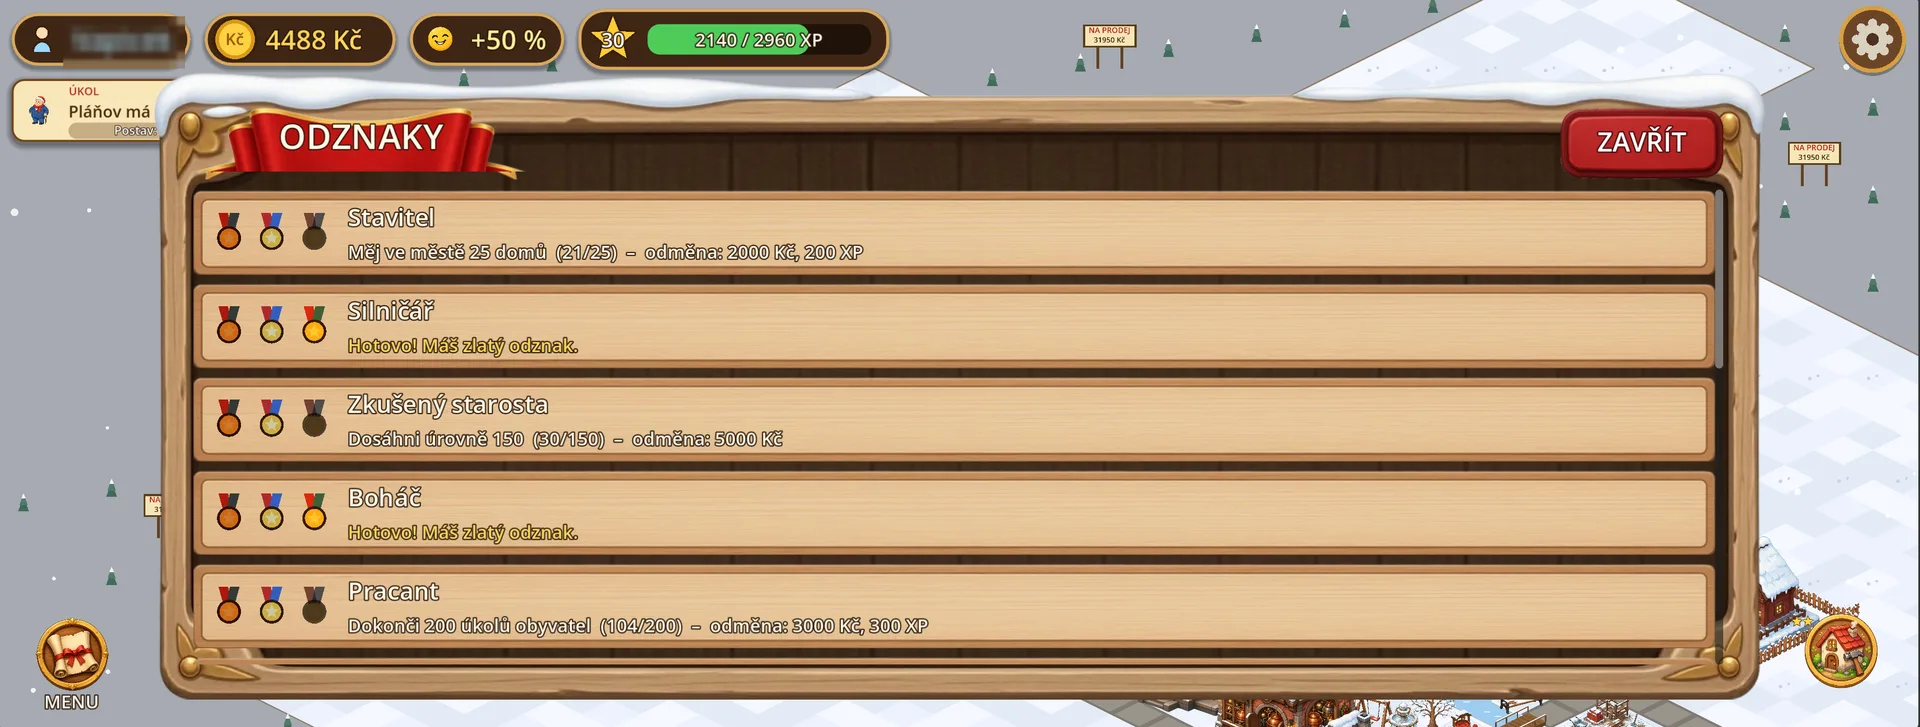 4488 Kč
+50 %
30
2140 / 2960 XP
NA PRODEJ
31950 Kč
ÚKOL
Pláňov má
Postav:
ODZNAKY
ZAVŘÍT
NA PRODEJ
31950 Kč
Stavitel
Měj ve městě 25 domů (21/25) – odměna: 2000 Kč, 200 XP
Silničář
Hotovo! Máš zlatý odznak.
Zkušený starosta
Dosáhni úrovně 150 (30/150) – odměna: 5000 Kč
Boháč
Hotovo! Máš zlatý odznak.
NA
31
Pracant
Dokonči 200 úkolů obyvatel (104/200) – odměna: 3000 Kč, 300 XP
MENU